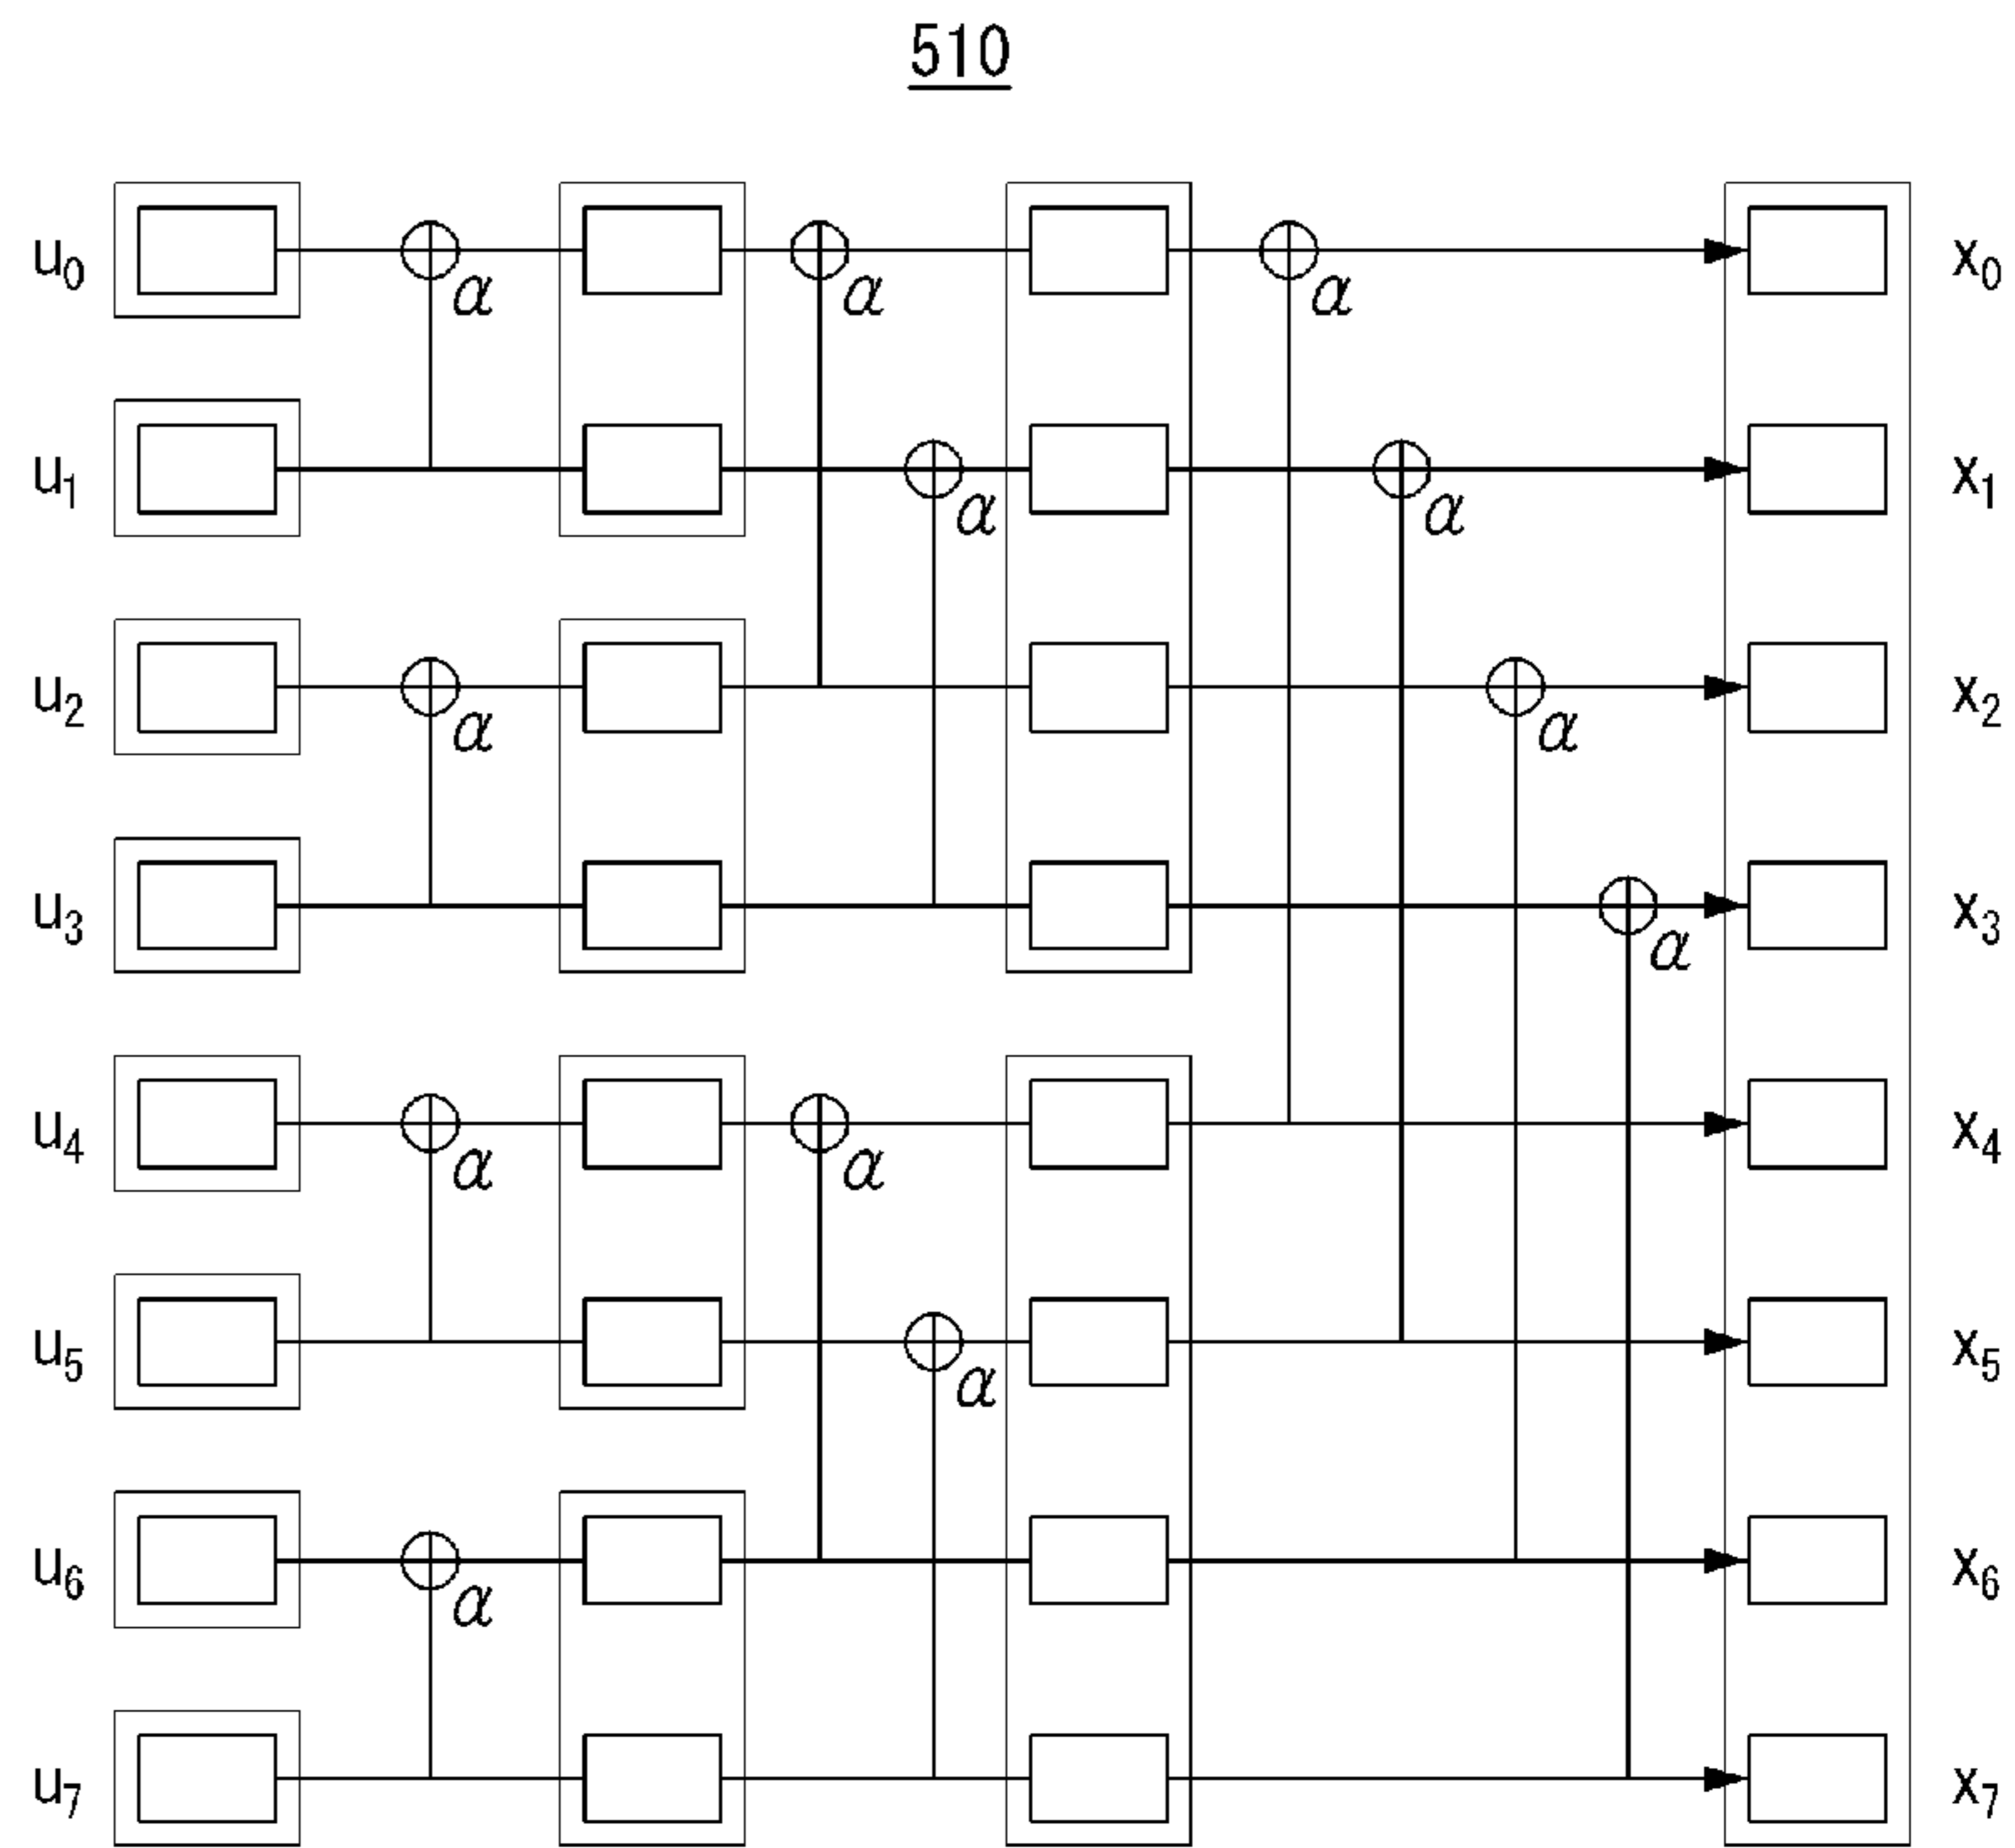 510
u0 α α α x0
u1 α α x1
u2 α α x2
u3 α x3
u4 α α x4
u5 α x5
u6 α x6
u7 x7